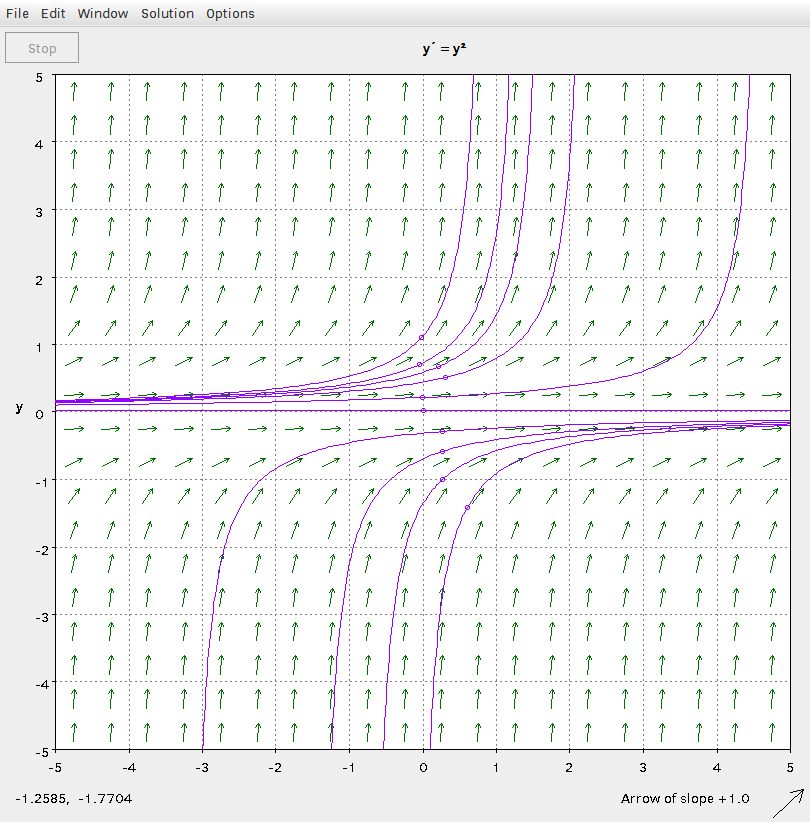 File Edit Window Solution Options
Stop
y´ = y²
5
4
3
2
1
y
0
-1
-2
-3
-4
-5
-5 -4 -3 -2 -1 0 1 2 3 4 5
-1.2585, -1.7704
Arrow of slope +1.0